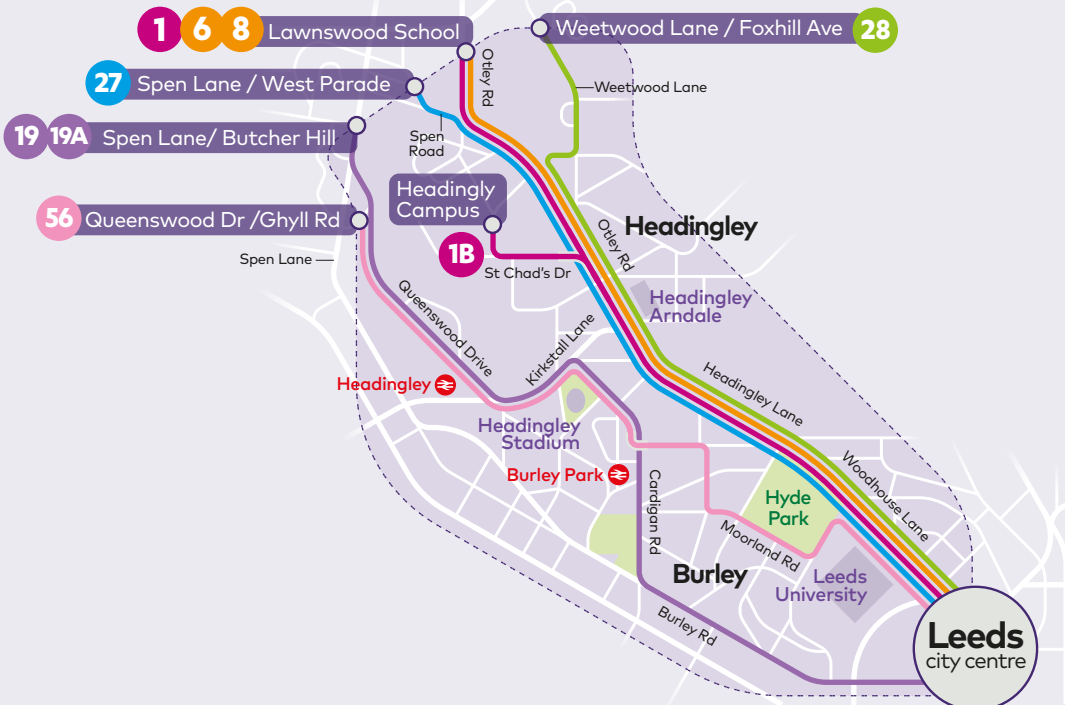 1 6 8 Lawnswood School
Weetwood Lane / Foxhill Ave 28
27 Spen Lane / West Parade
Otley Rd
Weetwood Lane
19 19A Spen Lane/ Butcher Hill
Spen
Road
Headingly
Campus
56 Queenswood Dr /Ghyll Rd
1B
Otley Rd
Headingley
Spen Lane
St Chad's Dr
Headingley
Arndale
Queenswood Drive
Kirkstall Lane
Headingley
Headingley Lane
Headingley
Stadium
Burley Park
Woodhouse Lane
Cardigan Rd
Hyde
Park
Moorland Rd
Burley
Leeds
University
Burley Rd
Leeds
city centre